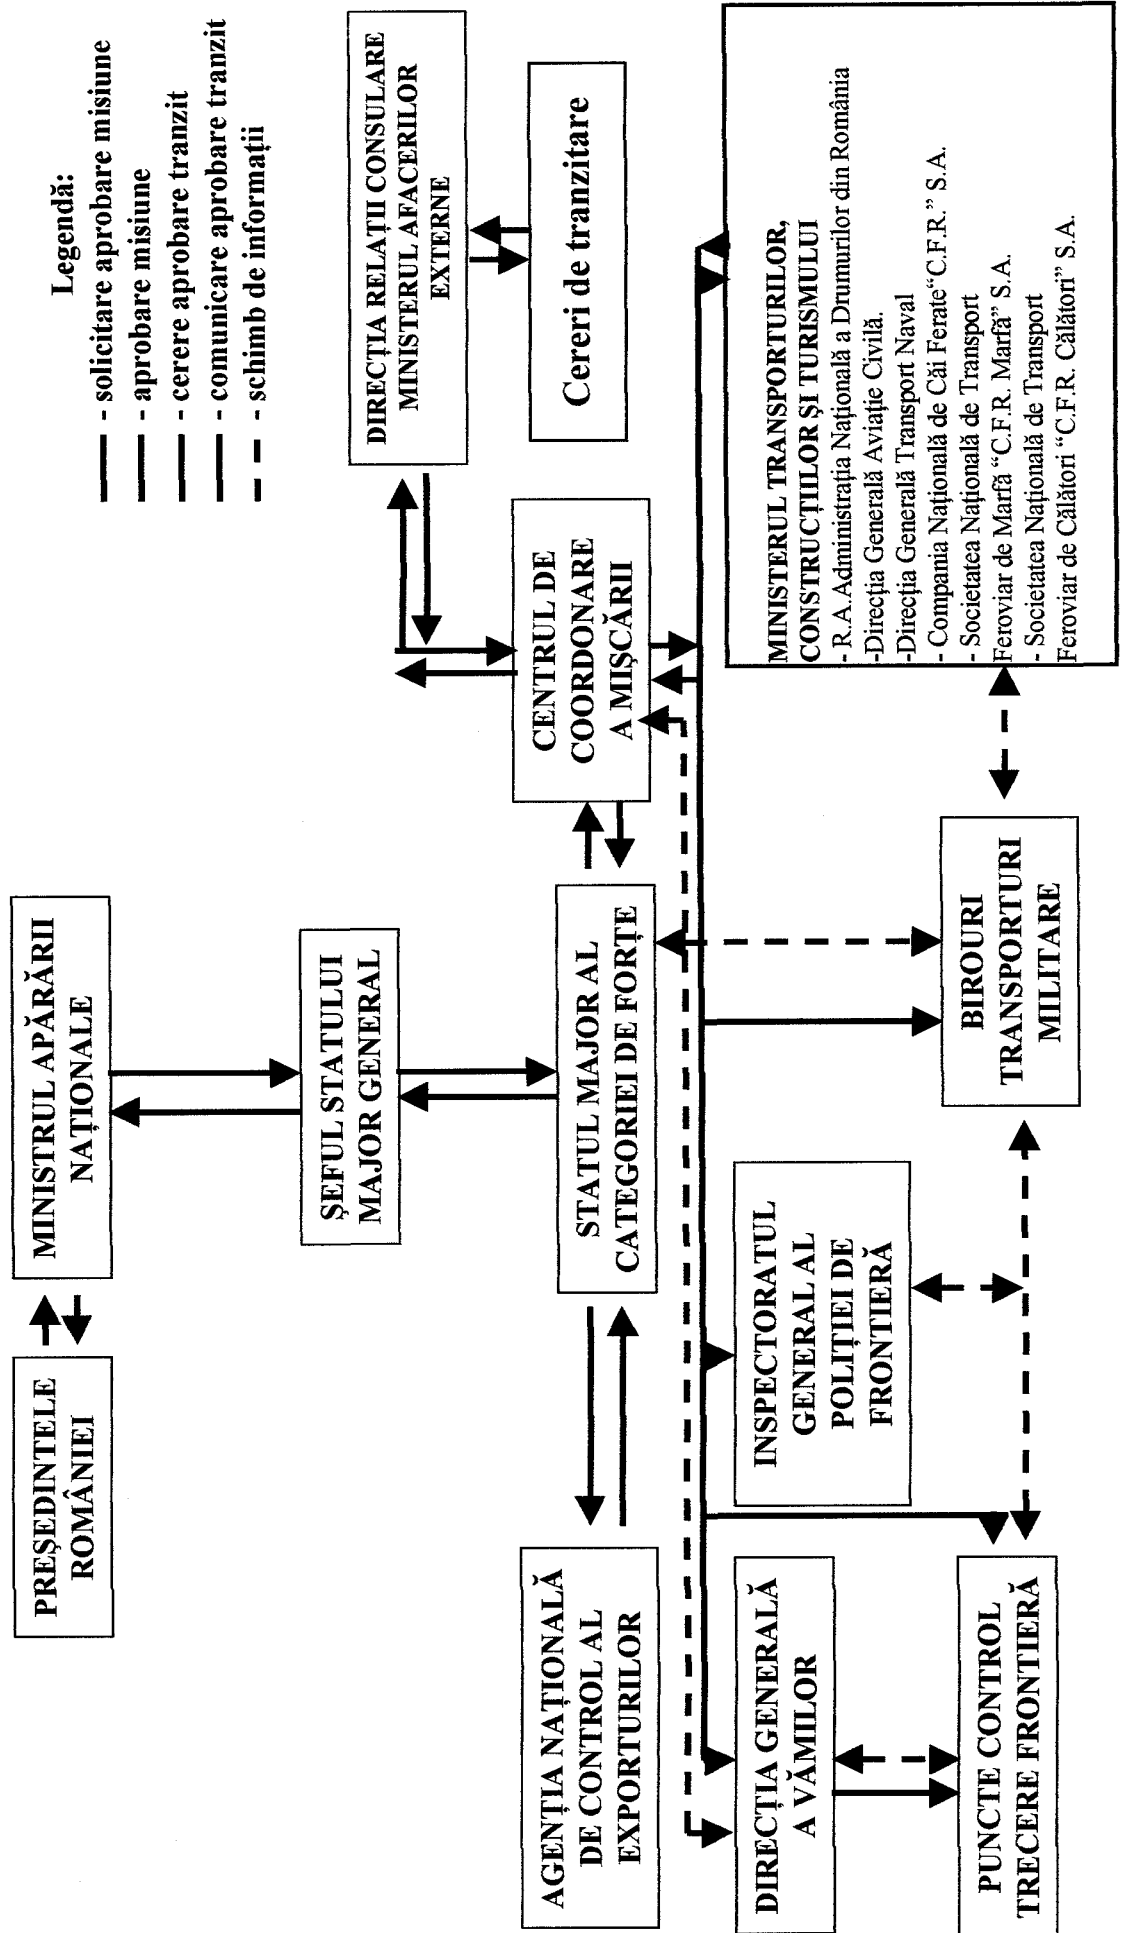 Legendă:
- solicitare aprobare misiune
- aprobare misiune
- cerere aprobare tranzit
- comunicare aprobare tranzit
- schimb de informații
PREȘEDINTELE
ROMÂNIEI
MINISTRUL APĂRĂRII
NAȚIONALE
ȘEFUL STATULUI
MAJOR GENERAL
DIRECȚIA RELAȚII CONSULARE
MINISTERUL AFACERILOR
EXTERNE
Cereri de tranzitare
AGENȚIA NAȚIONALĂ
DE CONTROL AL
EXPORTURILOR
STATUL MAJOR AL
CATEGORIEI DE FORȚE
CENTRUL DE
COORDONARE
A MIȘCĂRII
DIRECȚIA GENERALĂ
A VĂMILOR
INSPECTORATUL
GENERAL AL
POLIȚIEI DE
FRONTIERĂ
MINISTERUL TRANSPORTURILOR,
CONSTRUCȚIILOR ȘI TURISMULUI
- R.A.Administrația Națională a Drumurilor din România
-Direcția Generală Aviație Civilă.
-Direcția Generală Transport Naval
- Compania Națională de Căi Ferate“C.F.R.” S.A.
- Societatea Națională de Transport
Feroviar de Marfă “C.F.R. Marfă” S.A.
- Societatea Națională de Transport
Feroviar de Călători “C.F.R. Călători” S.A.
PUNCTE CONTROL
TRECERE FRONTIERĂ
BIROURI
TRANSPORTURI
MILITARE